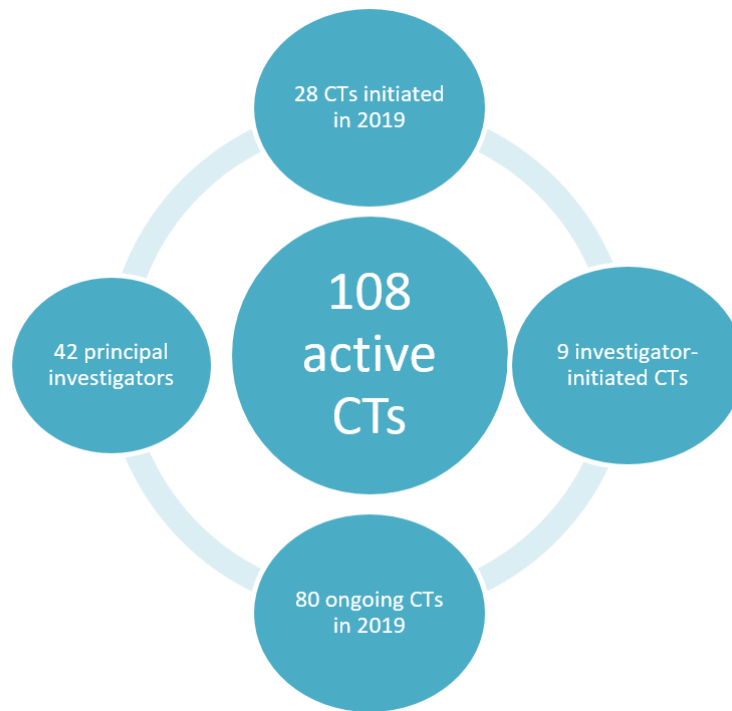 28 CTs initiated
in 2019
108
active
CTs
42 principal
investigators
9 investigator-
initiated CTs
80 ongoing CTs
in 2019